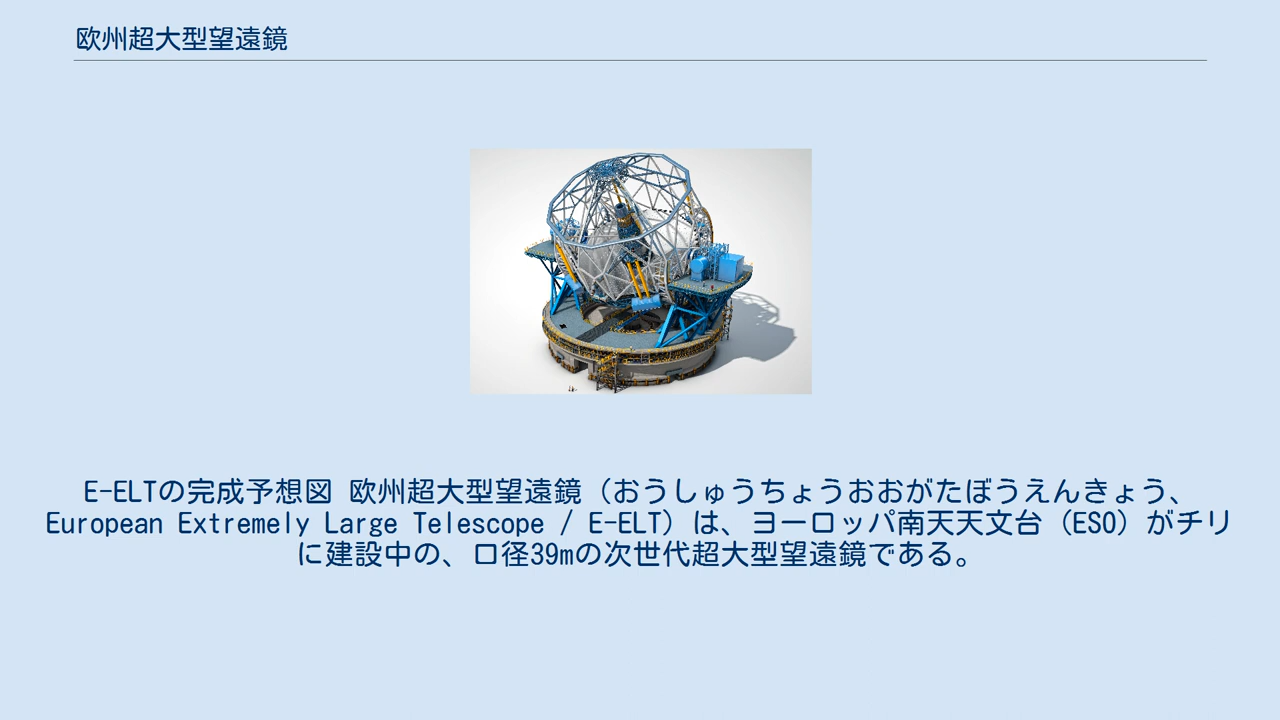 欧州超大型望遠鏡
E-ELTの完成予想図 欧州超大型望遠鏡（おうしゅうちょうおおがたぼうえんきょう、
European Extremely Large Telescope / E-ELT）は、ヨーロッパ南天天文台（ESO）がチリ
に建設中の、口径39mの次世代超大型望遠鏡である。